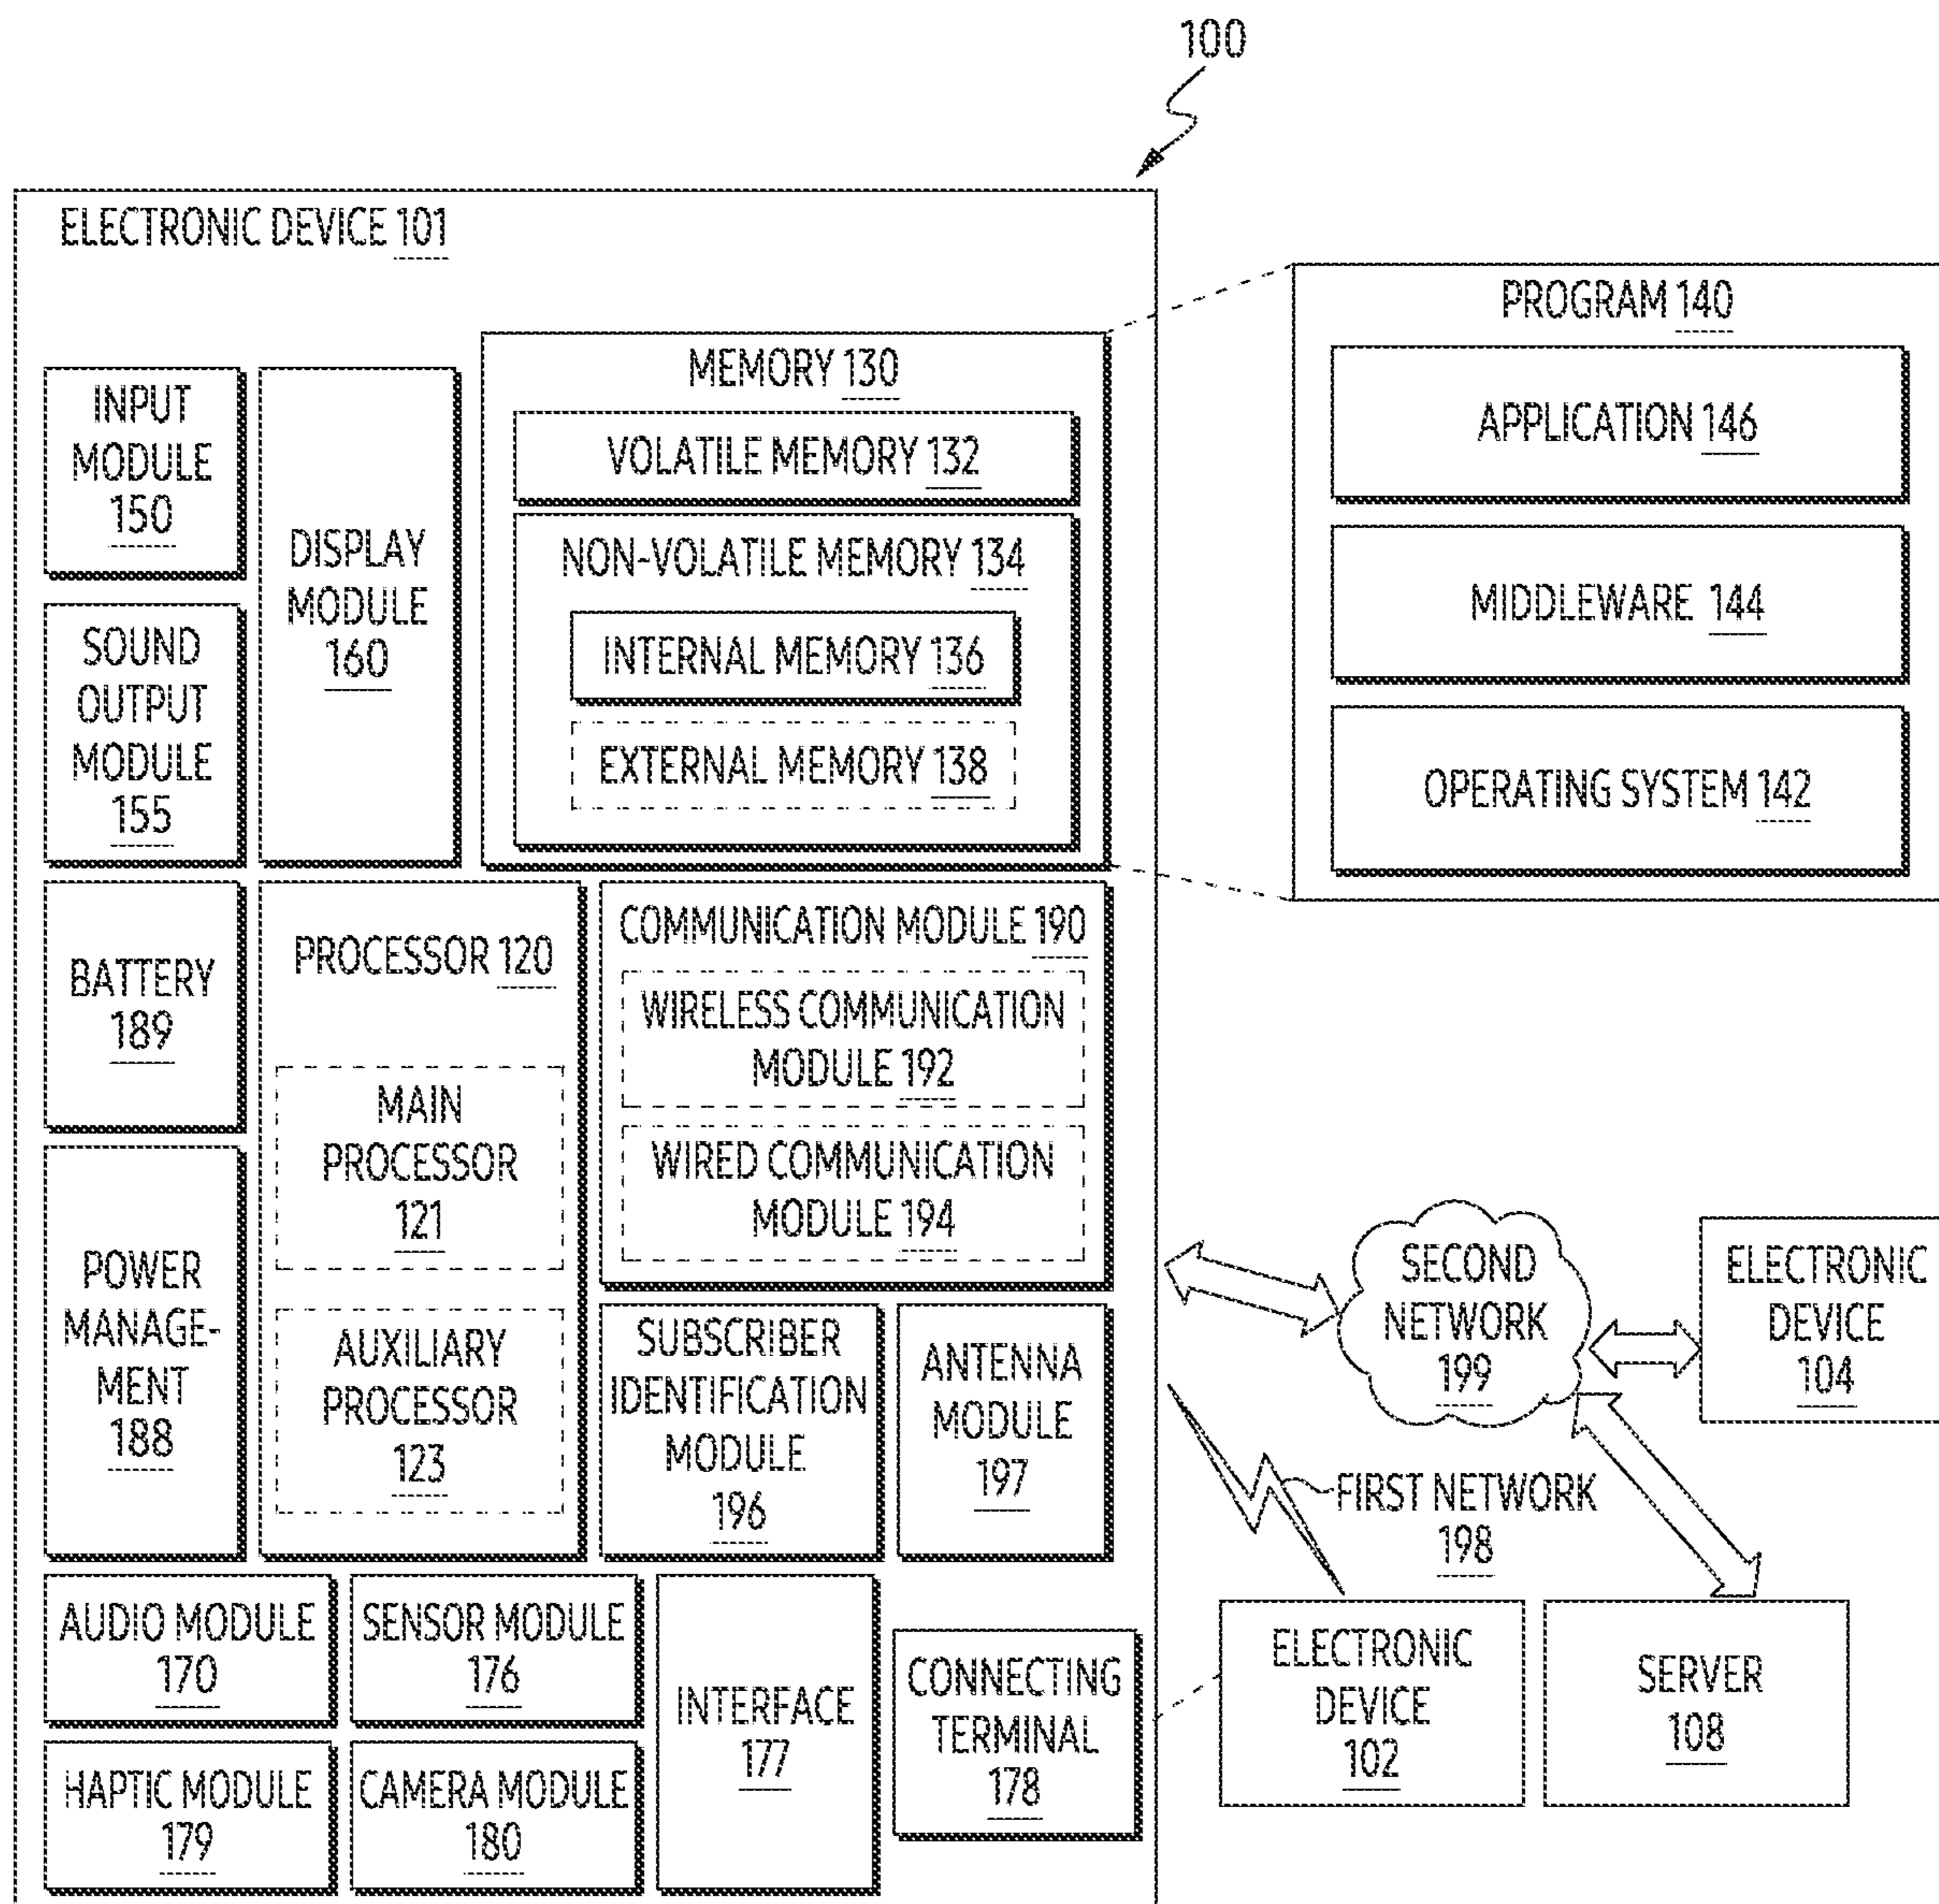 100
ELECTRONIC DEVICE 101
INPUT
MODULE
150
SOUND
OUTPUT
MODULE
155
DISPLAY
MODULE
160
MEMORY 130
VOLATILE MEMORY 132
NON-VOLATILE MEMORY 134
INTERNAL MEMORY 136
EXTERNAL MEMORY 138
PROGRAM 140
APPLICATION 146
MIDDLEWARE 144
OPERATING SYSTEM 142
BATTERY
189
POWER
MANAGE-
MENT
188
PROCESSOR 120
MAIN
PROCESSOR
121
AUXILIARY
PROCESSOR
123
COMMUNICATION MODULE 190
WIRELESS COMMUNICATION
MODULE 192
WIRED COMMUNICATION
MODULE 194
SUBSCRIBER
IDENTIFICATION
MODULE
196
ANTENNA
MODULE
197
SECOND
NETWORK
199
ELECTRONIC
DEVICE
104
FIRST NETWORK
198
AUDIO MODULE
170
SENSOR MODULE
176
INTERFACE
177
CONNECTING
TERMINAL
178
HAPTIC MODULE
179
CAMERA MODULE
180
ELECTRONIC
DEVICE
102
SERVER
108